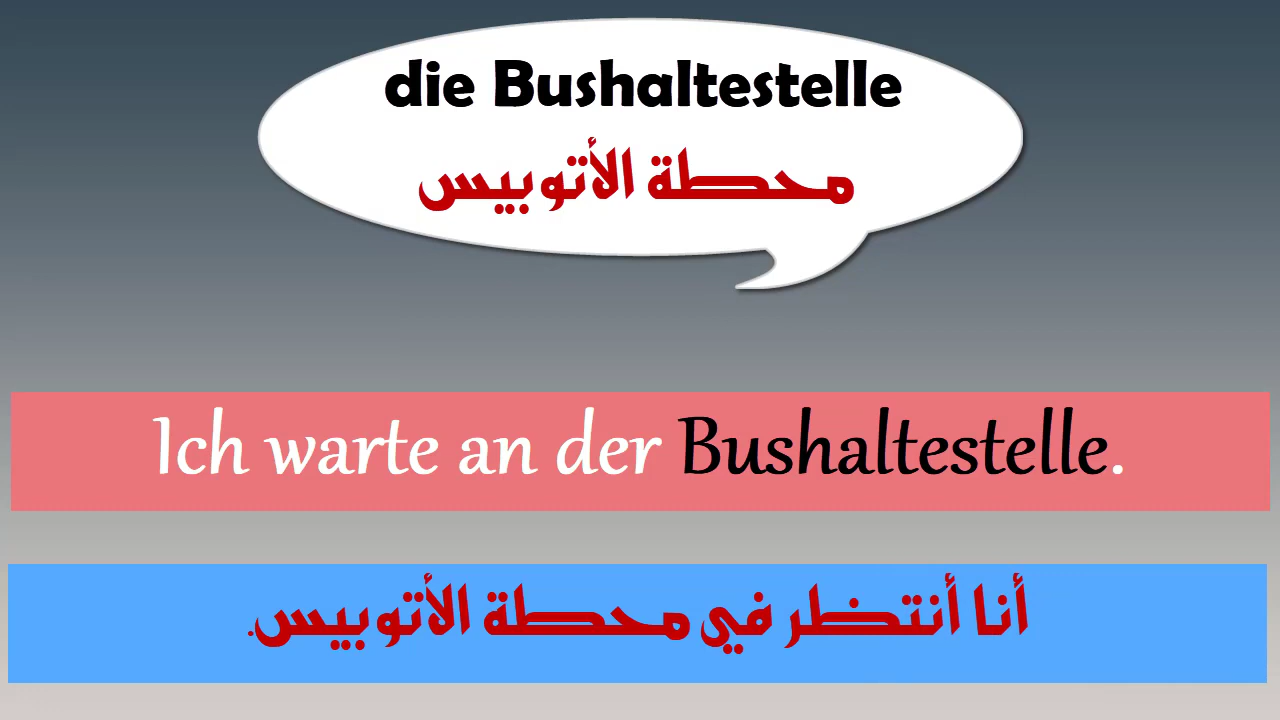 die Bushaltestelle
محطة الأتوبيس
Ich warte an der Bushaltestelle.
أنا أنتظر في محطة الأتوبيس.